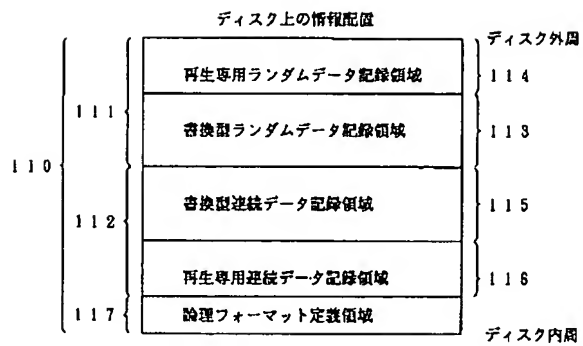 ディスク上の情報配置
ディスク外周
再生専用ランダムデータ記録領域
114
111
書換型ランダムデータ記録領域
113
110
書換型連続データ記録領域
115
112
再生専用連続データ記録領域
116
117
論理フォーマット定義領域
ディスク内周